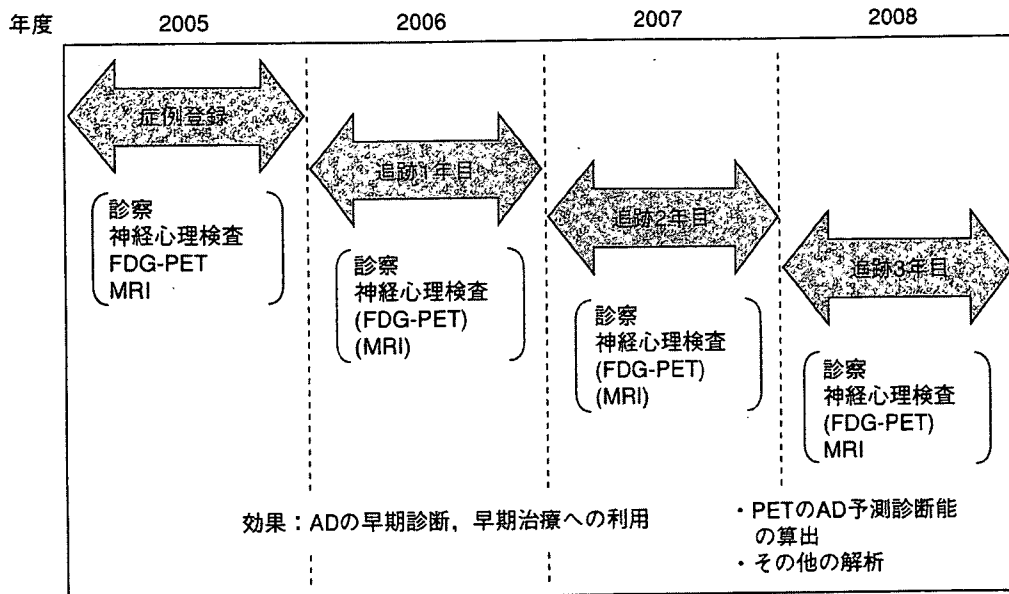 年度 2005 2006 2007 2008
症例登録
診察
神経心理検査
FDG-PET
MRI
追跡1年目
診察
神経心理検査
(FDG-PET)
(MRI)
追跡2年目
診察
神経心理検査
(FDG-PET)
(MRI)
追跡3年目
診察
神経心理検査
(FDG-PET)
MRI
効果：ADの早期診断，早期治療への利用
・PETのAD予測診断能
の算出
・その他の解析